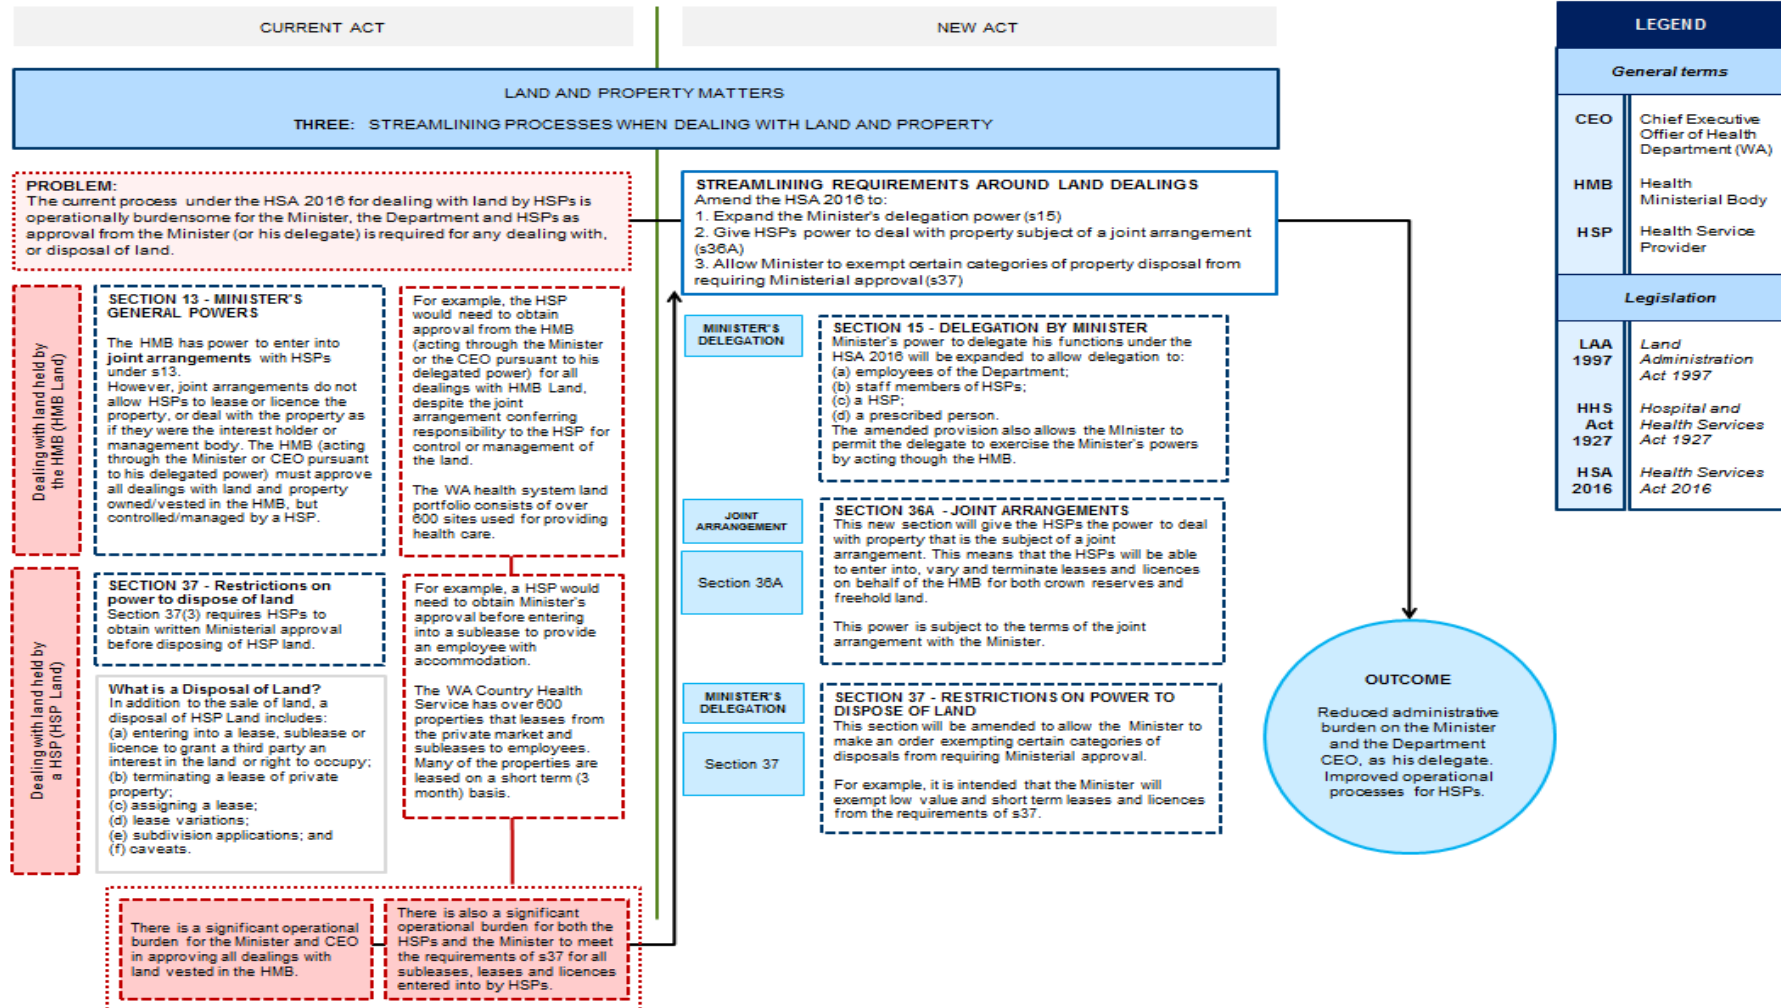 CURRENT ACT
NEW ACT
LAND AND PROPERTY MATTERS
THREE: STREAMLINING PROCESSES WHEN DEALING WITH LAND AND PROPERTY
PROBLEM:
The current process under the HSA 2016 for dealing with land by HSPs is
operationally burdensome for the Minister, the Department and HSPs as
approval from the Minister (or his delegate) is required for any dealing with,
or disposal of land.
Dealing with land held by
the HMB (HMB Land)
SECTION 13 - MINISTER'S
GENERAL POWERS
The HMB has power to enter into
joint arrangements with HSPs
under s13.
However, joint arrangements do not
allow HSPs to lease or licence the
property, or deal with the property as
if they were the interest holder or
management body. The HMB (acting
through the Minister or CEO pursuant
to his delegated power) must approve
all dealings with land and property
owned/vested in the HMB, but
controlled/managed by a HSP.
For example, the HSP
would need to obtain
approval from the HMB
(acting through the Minister
or the CEO pursuant to his
delegated power) for all
dealings with HMB Land,
despite the joint
arrangement conferring
responsibility to the HSP for
control or management of
the land.
The WA health system land
portfolio consists of over
600 sites used for providing
health care.
Dealing with land held by
a HSP (HSP Land)
SECTION 37 - Restrictions on
power to dispose of land
Section 37(3) requires HSPs to
obtain written Ministerial approval
before disposing of HSP land.
What is a Disposal of Land?
In addition to the sale of land, a
disposal of HSP Land includes:
(a) entering into a lease, sublease or
licence to grant a third party an
interest in the land or right to occupy;
(b) terminating a lease of private
property;
(c) assigning a lease;
(d) lease variations;
(e) subdivision applications; and
(f) caveats.
For example, a HSP would
need to obtain Minister's
approval before entering
into a sublease to provide
an employee with
accommodation.
The WA Country Health
Service has over 600
properties that leases from
the private market and
subleases to employees.
Many of the properties are
leased on a short term (3
month) basis.
There is a significant operational
burden for the Minister and CEO
in approving all dealings with
land vested in the HMB.
There is also a significant
operational burden for both the
HSPs and the Minister to meet
the requirements of s37 for all
subleases, leases and licences
entered into by HSPs.
STREAMLINING REQUIREMENTS AROUND LAND DEALINGS
Amend the HSA 2016 to:
1. Expand the Minister's delegation power (s15)
2. Give HSPs power to deal with property subject of a joint arrangement
(s36A)
3. Allow Minister to exempt certain categories of property disposal from
requiring Ministerial approval (s37)
MINISTER'S
DELEGATION
SECTION 15 - DELEGATION BY MINISTER
Minister's power to delegate his functions under the
HSA 2016 will be expanded to allow delegation to:
(a) employees of the Department;
(b) staff members of HSPs;
(c) a HSP;
(d) a prescribed person.
The amended provision also allows the MInister to
permit the delegate to exercise the Minister's powers
by acting though the HMB.
JOINT
ARRANGEMENT
Section 36A
SECTION 36A - JOINT ARRANGEMENTS
This new section will give the HSPs the power to deal
with property that is the subject of a joint
arrangement. This means that the HSPs will be able
to enter into, vary and terminate leases and licences
on behalf of the HMB for both crown reserves and
freehold land.
This power is subject to the terms of the joint
arrangement with the Minister.
MINISTER'S
DELEGATION
Section 37
SECTION 37 - RESTRICTIONS ON POWER TO
DISPOSE OF LAND
This section will be amended to allow the Minister to
make an order exempting certain categories of
disposals from requiring Ministerial approval.
For example, it is intended that the Minister will
exempt low value and short term leases and licences
from the requirements of s37.
OUTCOME
Reduced administrative
burden on the Minister
and the Department
CEO, as his delegate.
Improved operational
processes for HSPs.
LEGEND
General terms
CEO Chief Executive
Offier of Health
Department (WA)
HMB Health
Ministerial Body
HSP Health Service
Provider
Legislation
LAA Land
1997 Administration
Act 1997
HHS Hospital and
Act Health Services
1927 Act 1927
HSA Health Services
2016 Act 2016